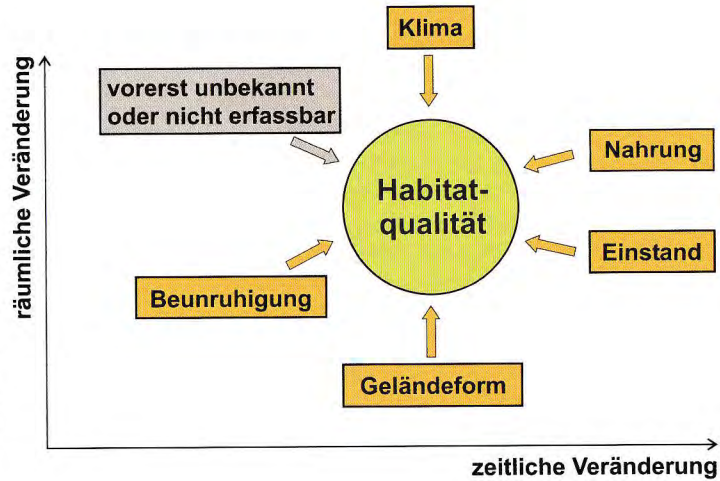 Klima
vorerst unbekannt
oder nicht erfassbar
Nahrung
Habitat-
qualität
Einstand
Beunruhigung
Geländeform
räumliche Veränderung
zeitliche Veränderung